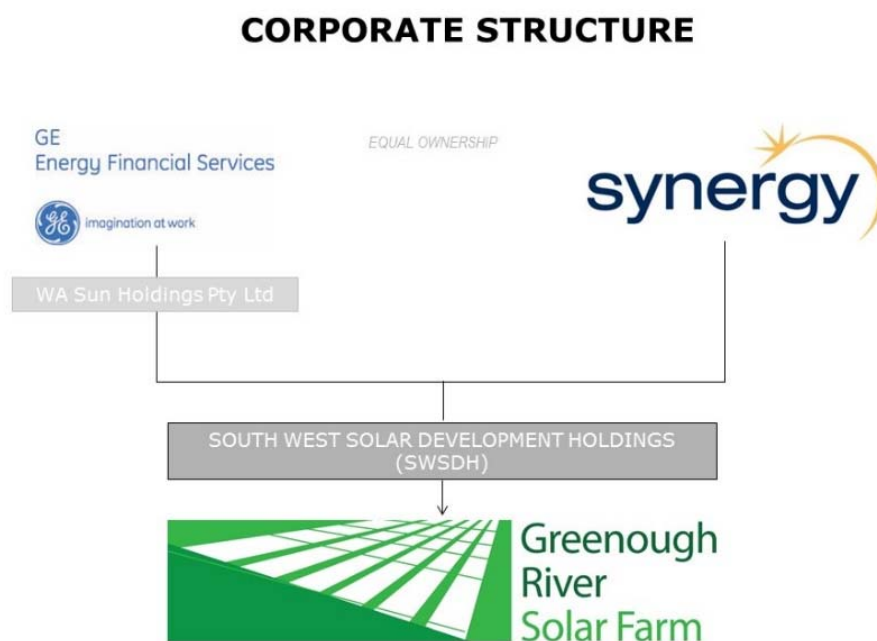 CORPORATE STRUCTURE
GE
Energy Financial Services
GE imagination at work
EQUAL OWNERSHIP
synergy
WA Sun Holdings Pty Ltd
SOUTH WEST SOLAR DEVELOPMENT HOLDINGS
(SWSDH)
Greenough
River
Solar Farm